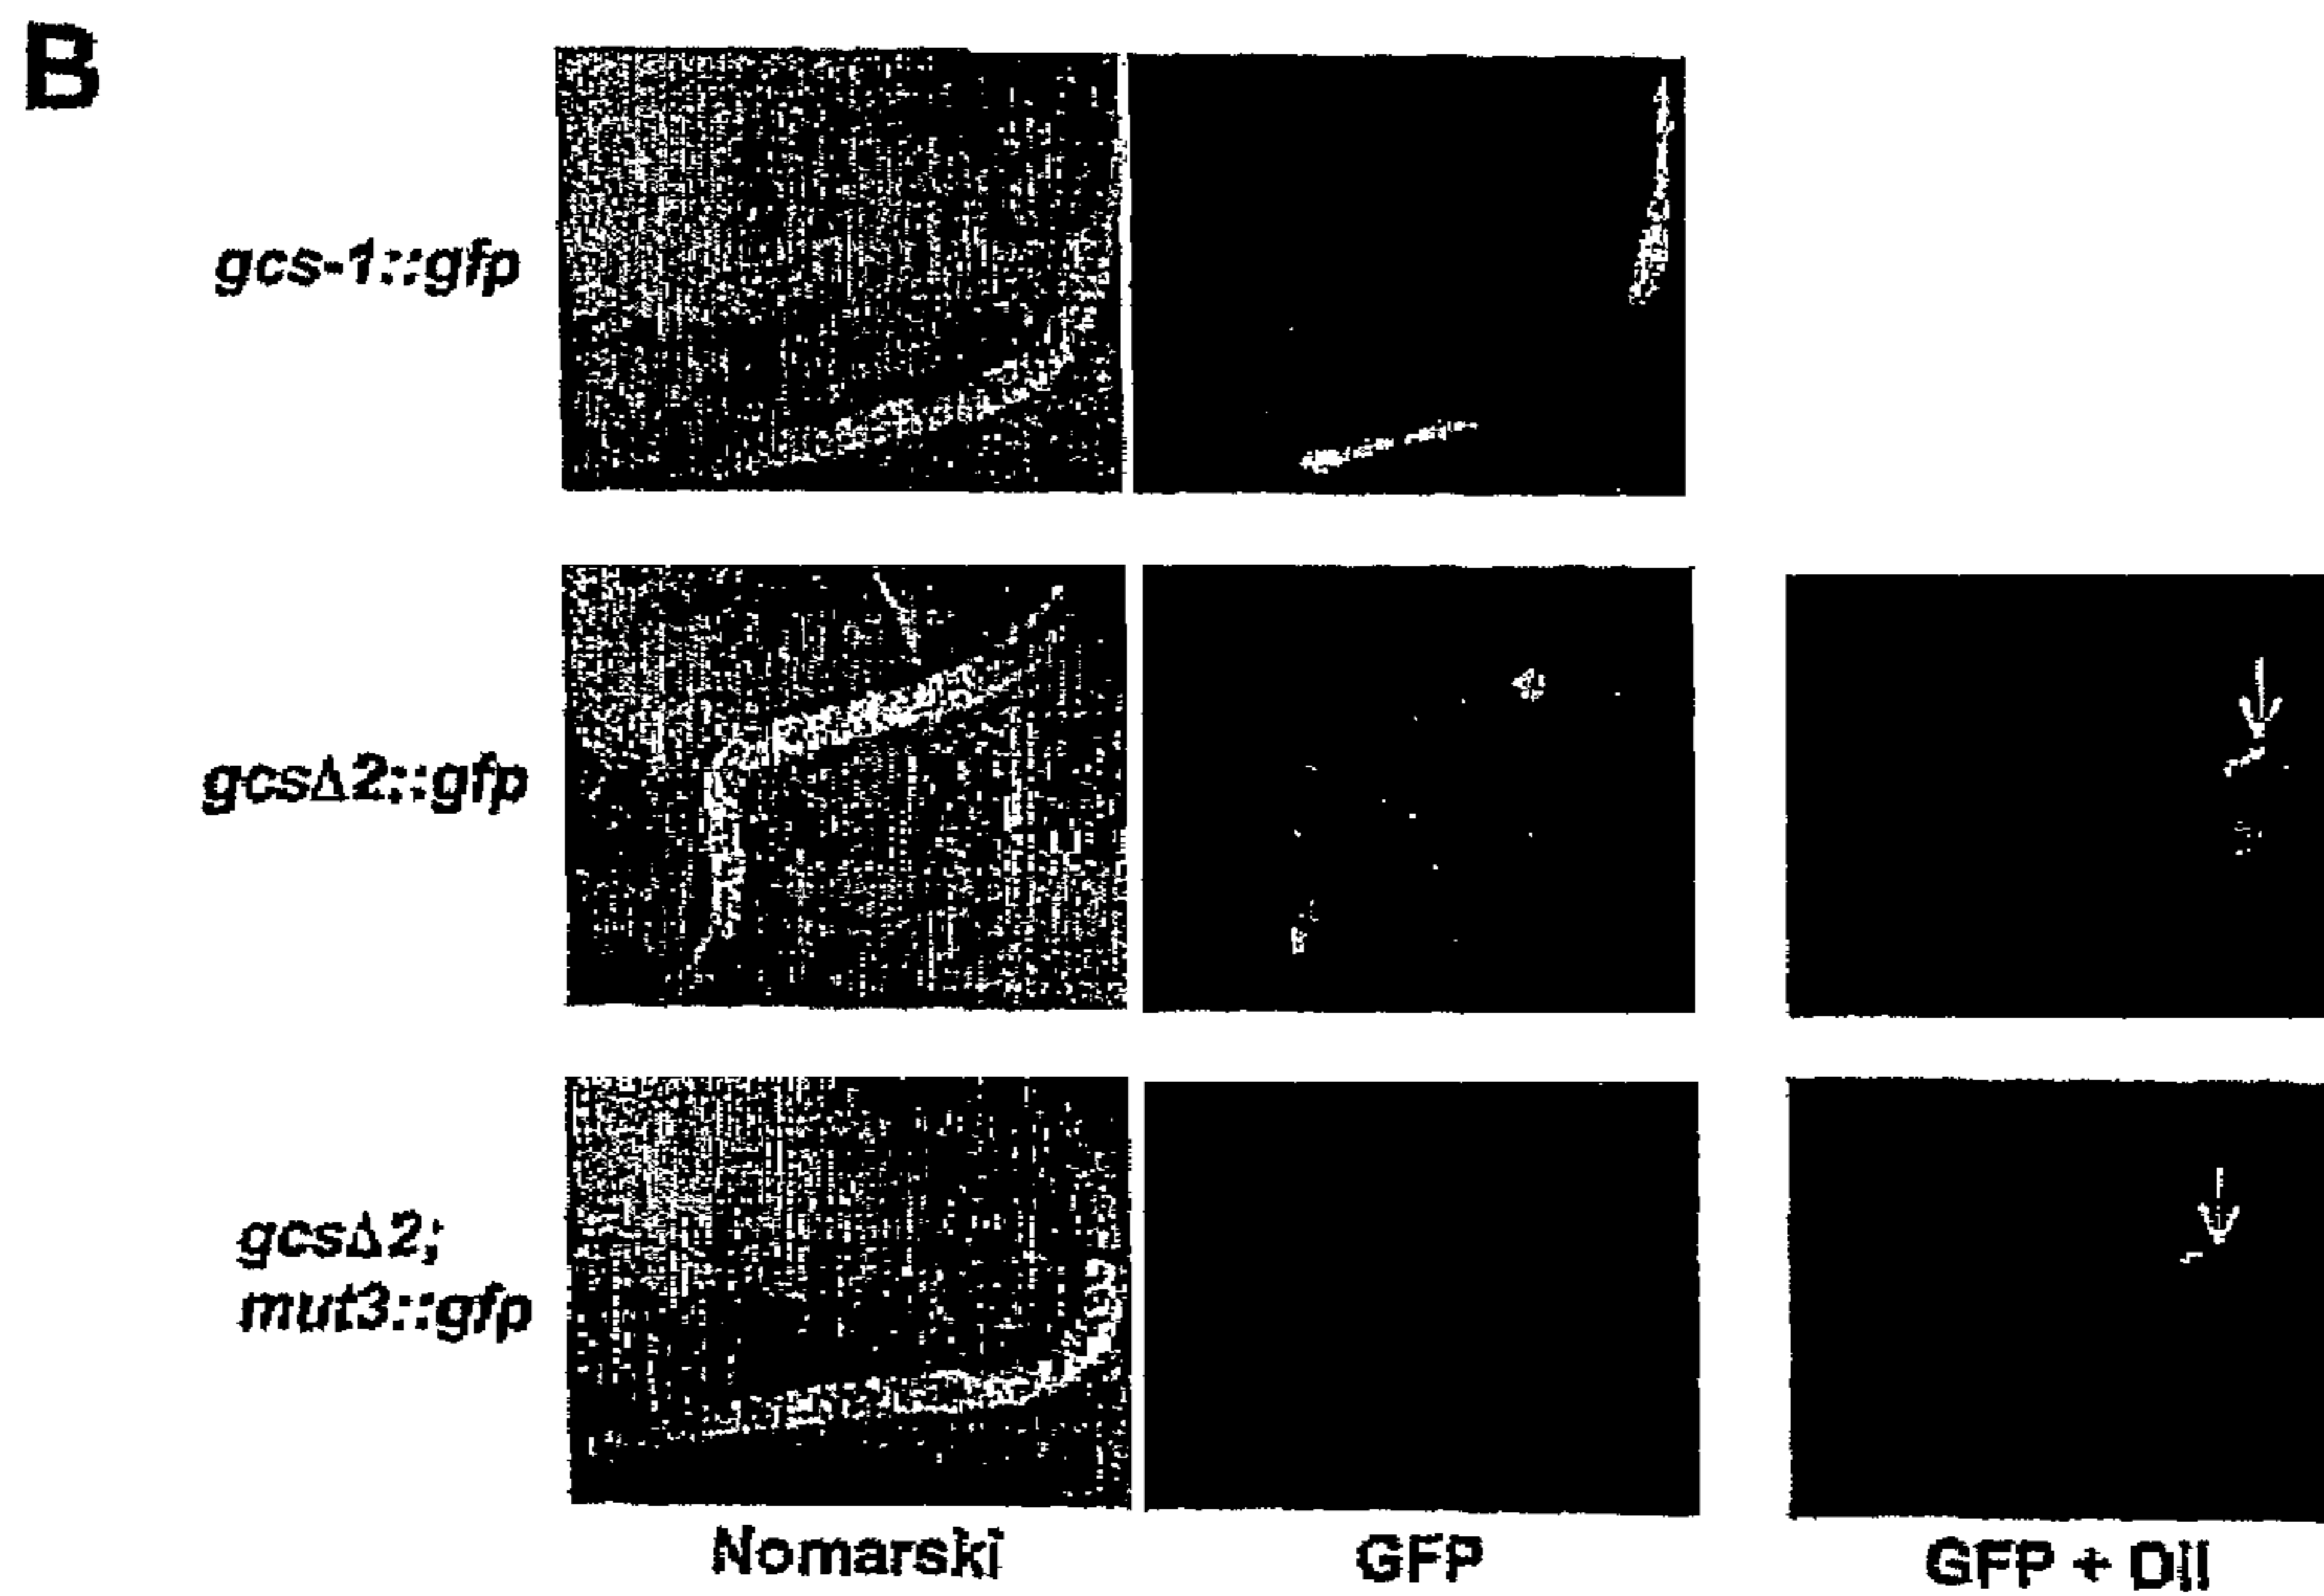 B
gcs-1::gfp
gcsΔ2::gfp
gcsΔ2;
mut3::gfp
Nomarski
GFP
GFP + DiI